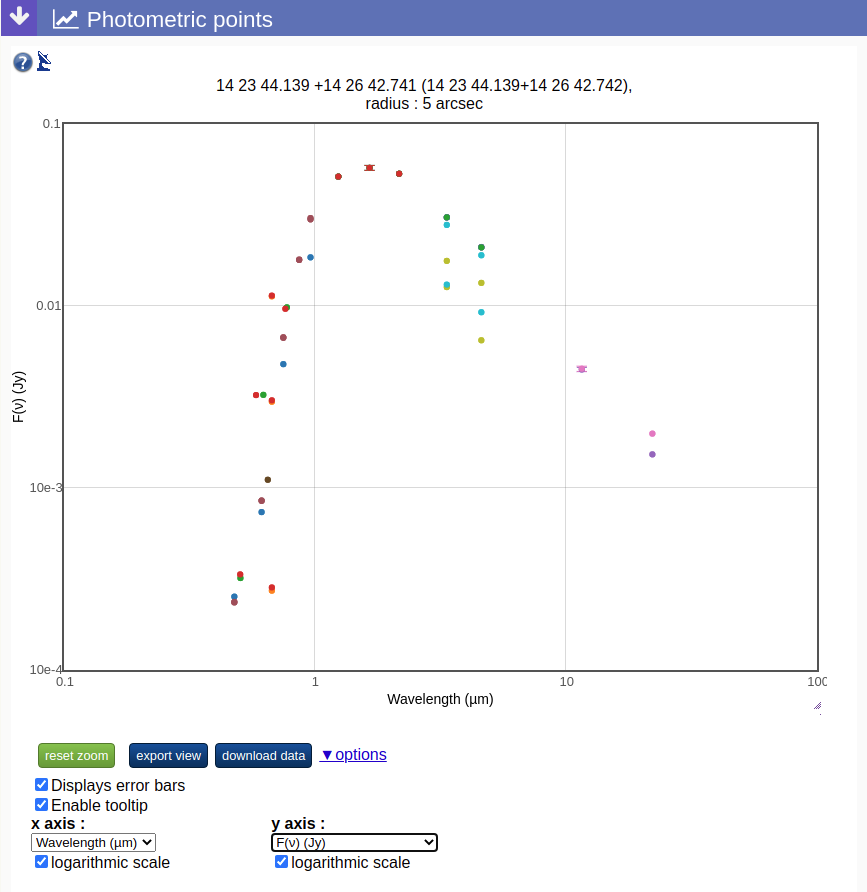 Photometric points
14 23 44.139 +14 26 42.741 (14 23 44.139+14 26 42.742),
radius : 5 arcsec
0.1
0.01
10e-3
10e-4
F(ν) (Jy)
0.1 1 10 100
Wavelength (µm)
reset zoom export view download data ▼options
Displays error bars
Enable tooltip
x axis : y axis :
Wavelength (µm) F(ν) (Jy)
logarithmic scale logarithmic scale